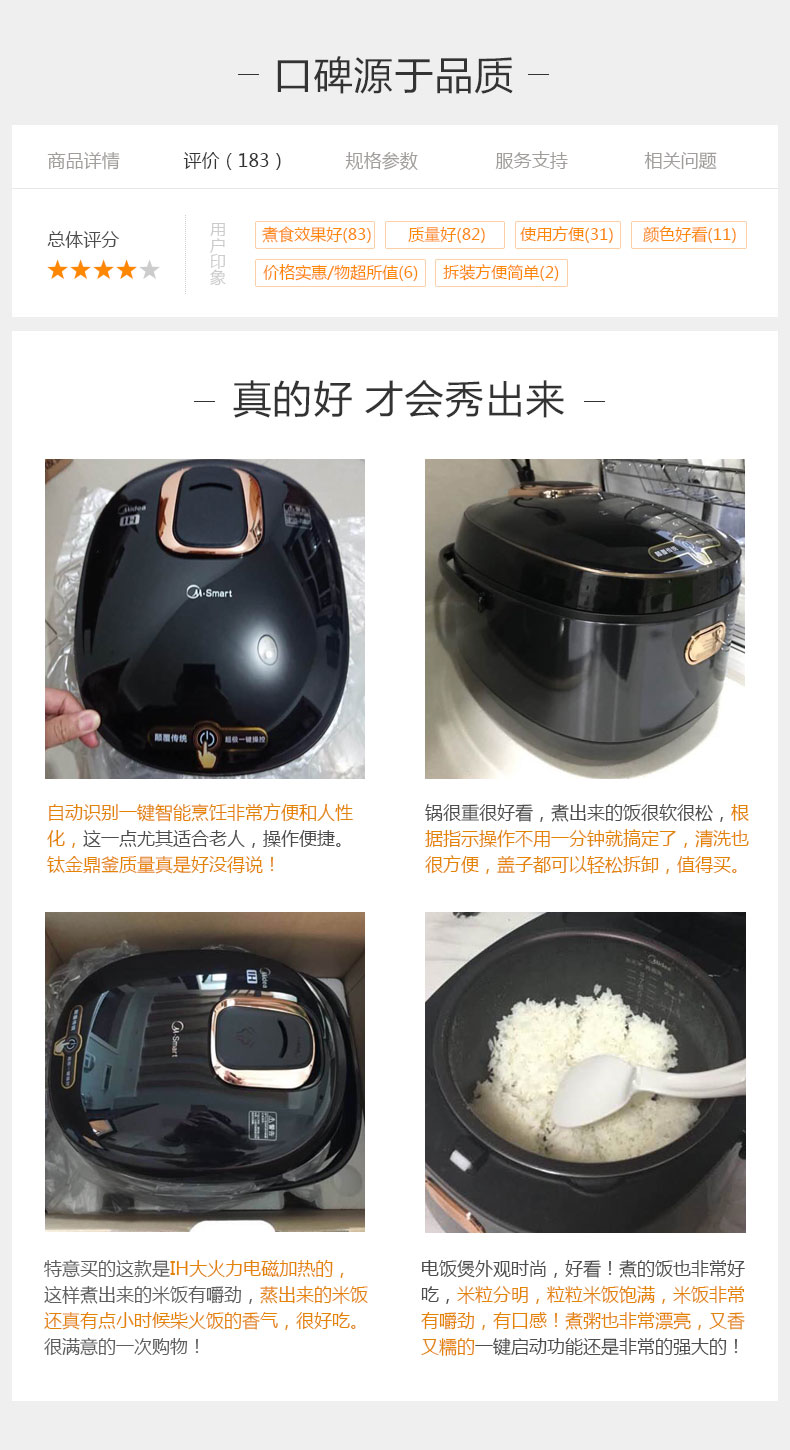 口碑源于品质
商品详情 评价（183） 规格参数 服务支持 相关问题
总体评分
用户印象
煮食效果好(83) 质量好(82) 使用方便(31) 颜色好看(11)
价格实惠/物超所值(6) 拆装方便简单(2)
真的好 才会秀出来
Midea
IH
M·Smart
颠覆传统 超级一键操控
自动识别一键智能烹饪非常方便和人性
化，这一点尤其适合老人，操作便捷。
钛金鼎釜质量真是好没得说！
颠覆传统
锅很重很好看，煮出来的饭很软很松，根
据指示操作不用一分钟就搞定了，清洗也
很方便，盖子都可以轻松拆卸，值得买。
Midea
IH
M·Smart
特意买的这款是IH大火力电磁加热的，
这样煮出来的米饭有嚼劲，蒸出来的米饭
还真有点小时候柴火饭的香气，很好吃。
很满意的一次购物！
Midea
电饭煲外观时尚，好看！煮的饭也非常好
吃，米粒分明，粒粒米饭饱满，米饭非常
有嚼劲，有口感！煮粥也非常漂亮，又香
又糯的一键启动功能还是非常的强大的！